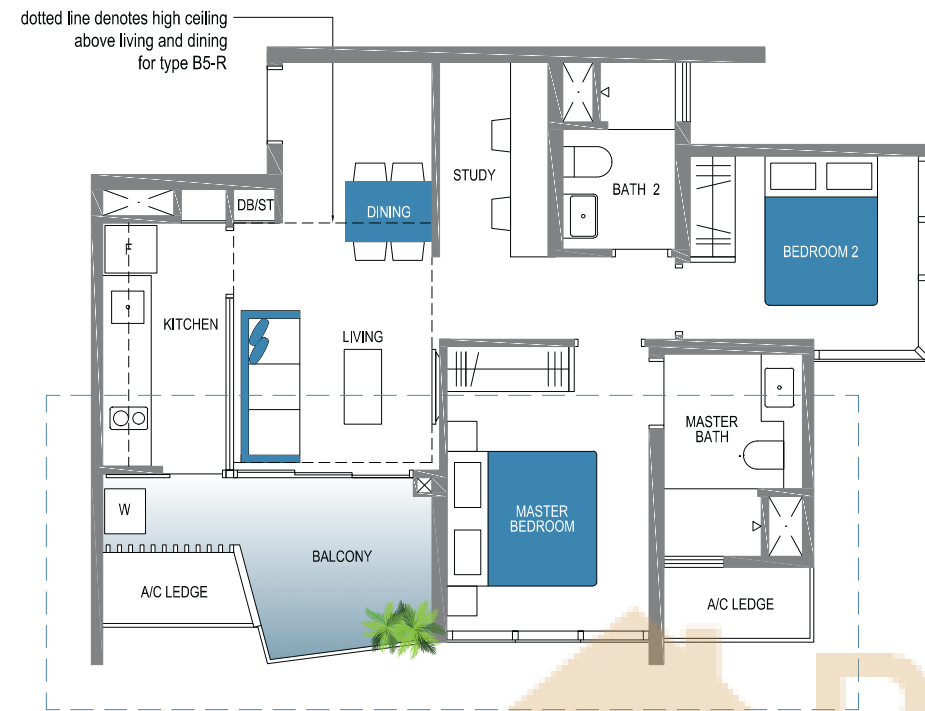 dotted line denotes high ceiling
above living and dining
for type B5-R
STUDY
BATH 2
DB/ST
DINING
BEDROOM 2
F
KITCHEN
LIVING
MASTER
BATH
W
MASTER
BEDROOM
BALCONY
A/C LEDGE
A/C LEDGE